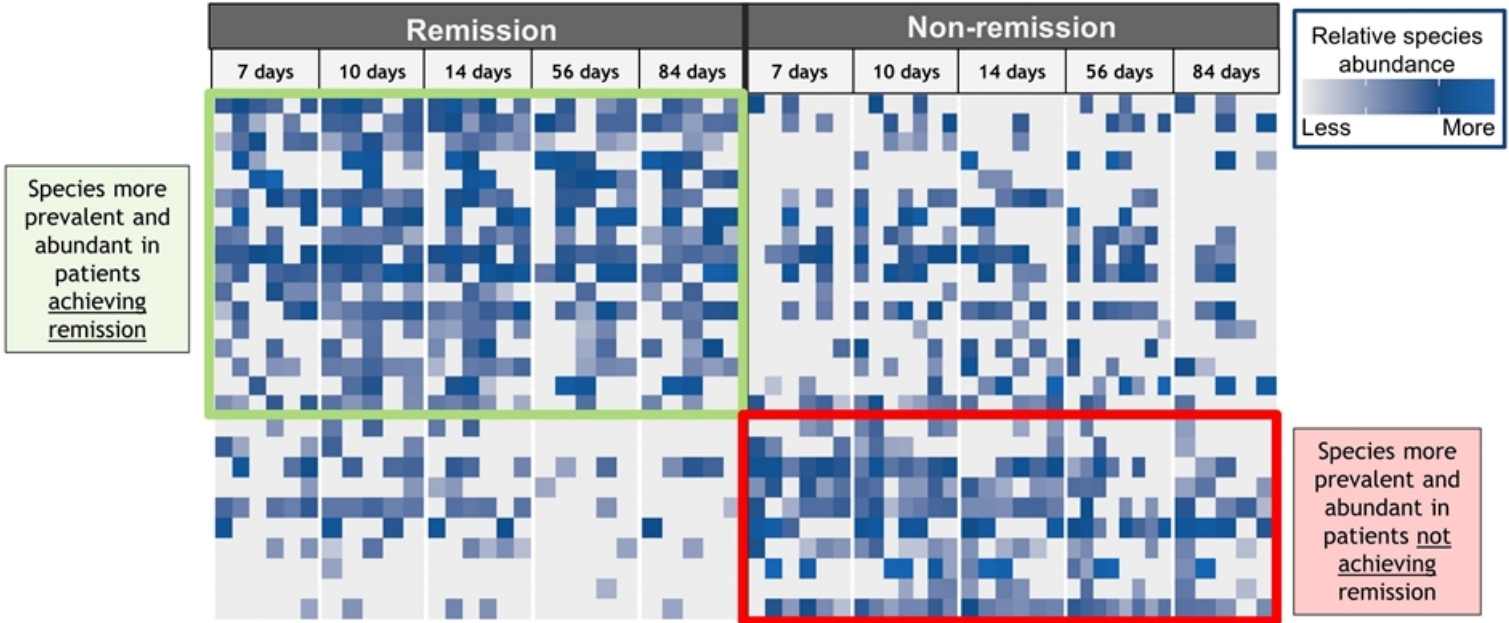 Remission
Non-remission
7 days
10 days
14 days
56 days
84 days
7 days
10 days
14 days
56 days
84 days
Relative species
abundance
Less
More
Species more
prevalent and
abundant in
patients
achieving
remission
Species more
prevalent and
abundant in
patients not
achieving
remission